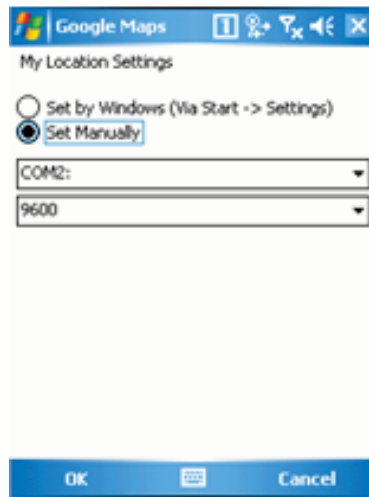 Google Maps
My Location Settings
Set by Windows (Via Start -> Settings)
Set Manually
COM2:
9600
OK
Cancel